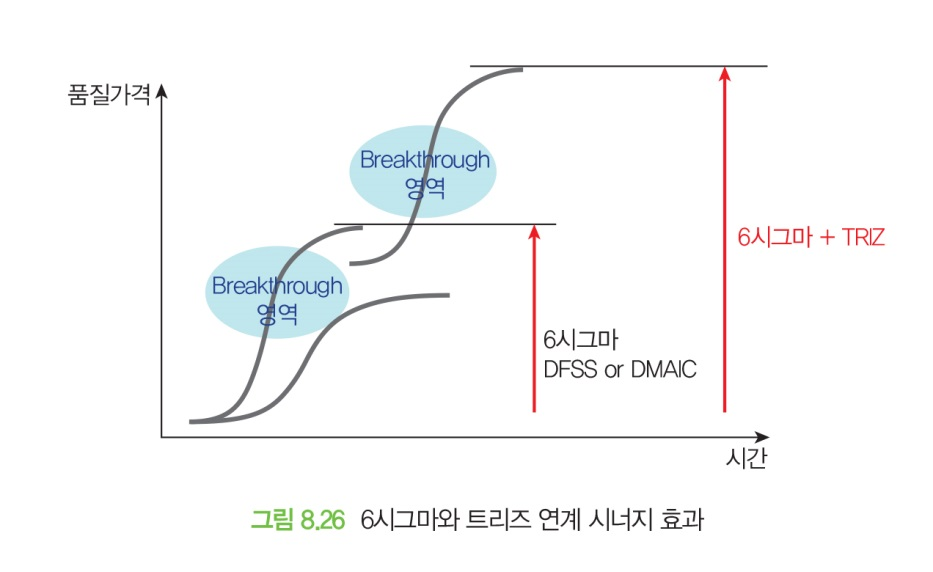 품질가격
Breakthrough
영역
Breakthrough
영역
6시그마 + TRIZ
6시그마
DFSS or DMAIC
시간
그림 8.26 6시그마와 트리즈 연계 시너지 효과